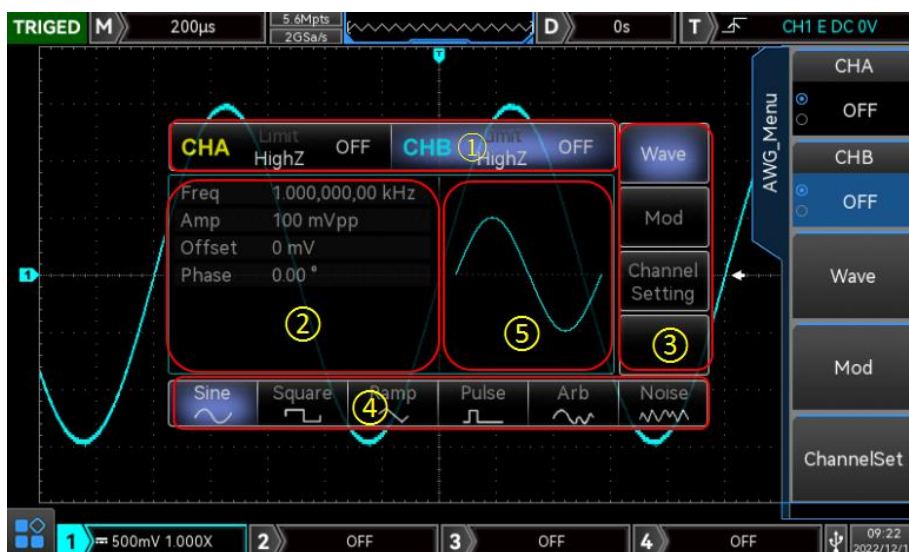 TRIGED M 200μs 5.6Mpts D 0s T CH1 E DC 0V
2GSa/s
AWG_Menu
CHA
OFF
CHB
OFF
Wave
Mod
ChannelSet
CHA Limit OFF CHB ① Limit OFF
HighZ HighZ
Freq 1.000,000,00 kHz
Amp 100 mVpp
Offset 0 mV
Phase 0.00 °
②
⑤
Wave
Mod
Channel
Setting
③
Sine Square Ramp Pulse Arb Noise
④
T
1
1 500mV 1.000X 2 OFF 3 OFF 4 OFF 09:22